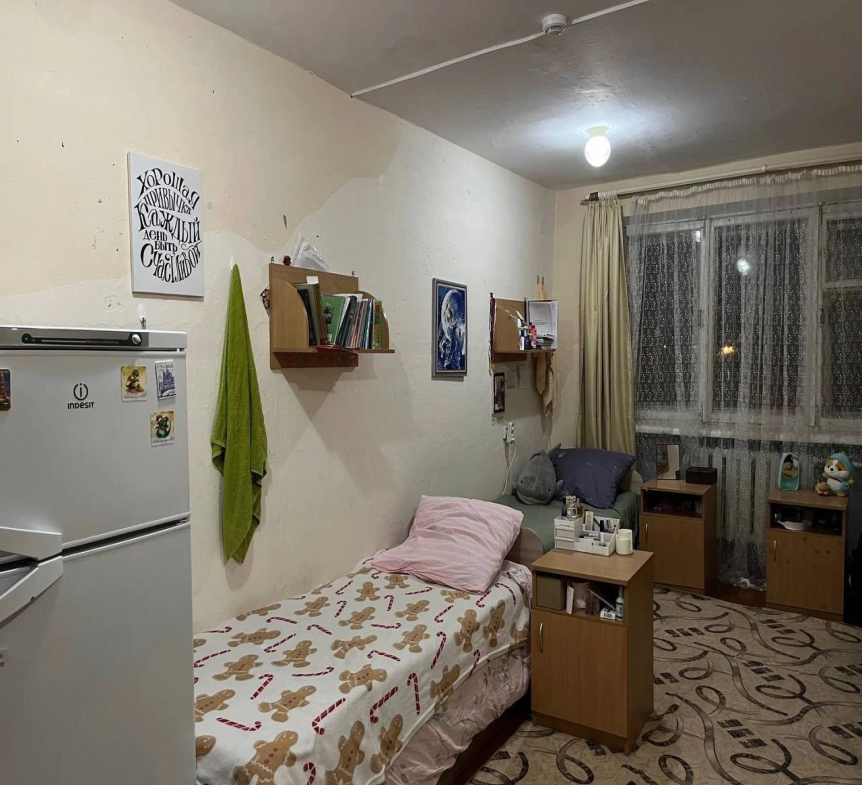 Хорошая
привычка
Каждый
день
быть
Счастливой
indesit